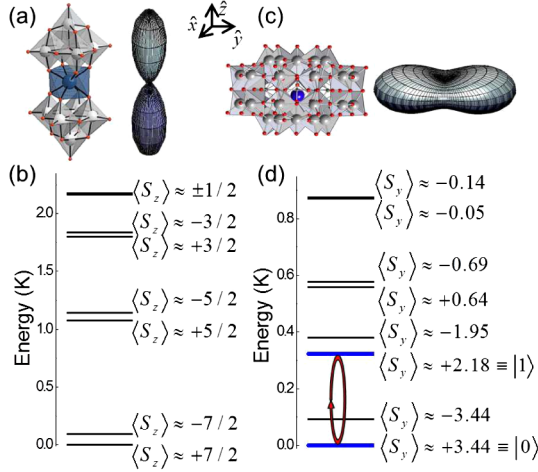 (a)
ẑ
x̂
ŷ
(c)
(b)
Energy (K)
2.0
1.5
1.0
0.5
0.0
⟨S_z⟩ ≈ ±1/2
⟨S_z⟩ ≈ −3/2
⟨S_z⟩ ≈ +3/2
⟨S_z⟩ ≈ −5/2
⟨S_z⟩ ≈ +5/2
⟨S_z⟩ ≈ −7/2
⟨S_z⟩ ≈ +7/2
(d)
Energy (K)
0.8
0.6
0.4
0.2
0.0
⟨S_y⟩ ≈ −0.14
⟨S_y⟩ ≈ −0.05
⟨S_y⟩ ≈ −0.69
⟨S_y⟩ ≈ +0.64
⟨S_y⟩ ≈ −1.95
⟨S_y⟩ ≈ +2.18 ≡ |1⟩
⟨S_y⟩ ≈ −3.44
⟨S_y⟩ ≈ +3.44 ≡ |0⟩